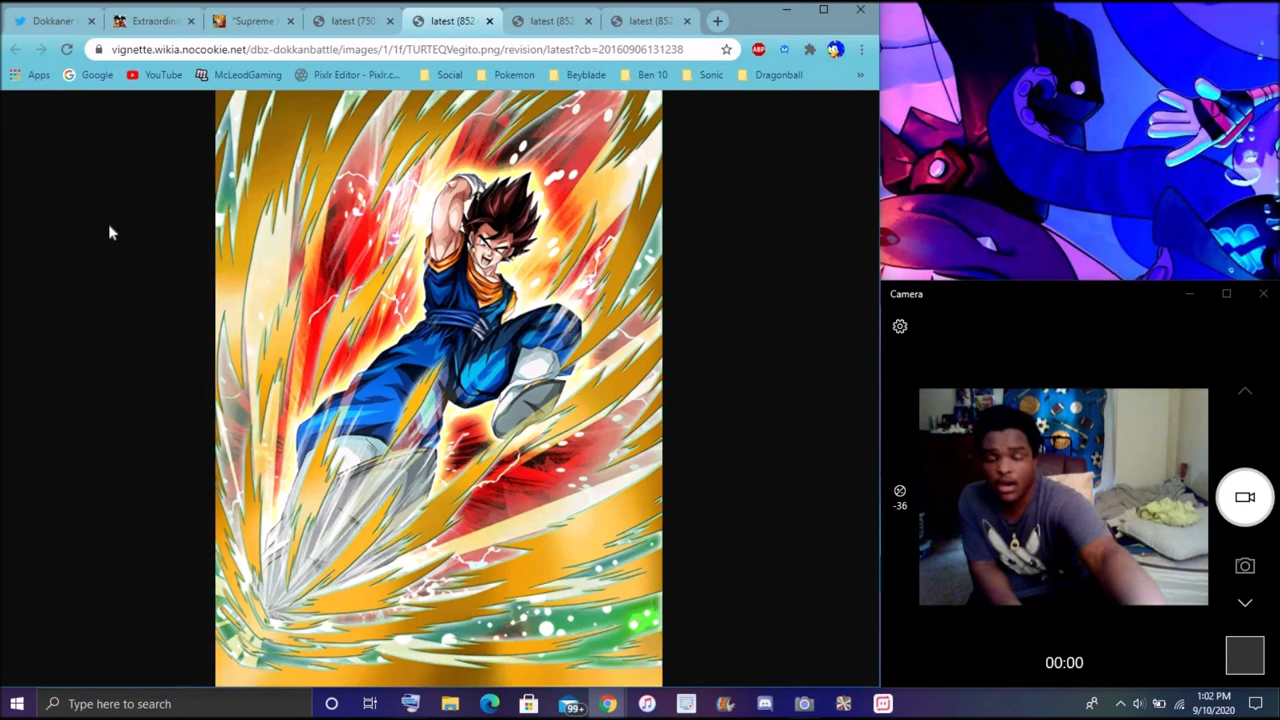 Dokkaner
Extraordin
"Supreme
latest (750
latest (852
latest (852
latest (852
vignette.wikia.nocookie.net/dbz-dokkanbattle/images/1/1f/TURTEQVegito.png/revision/latest?cb=20160906131238
ABP
Apps
Google
YouTube
McLeodGaming
Pixlr Editor - Pixlr.c...
Social
Pokemon
Beyblade
Ben 10
Sonic
Dragonball
»
Camera
-36
00:00
Type here to search
99+
1:02 PM
9/10/2020